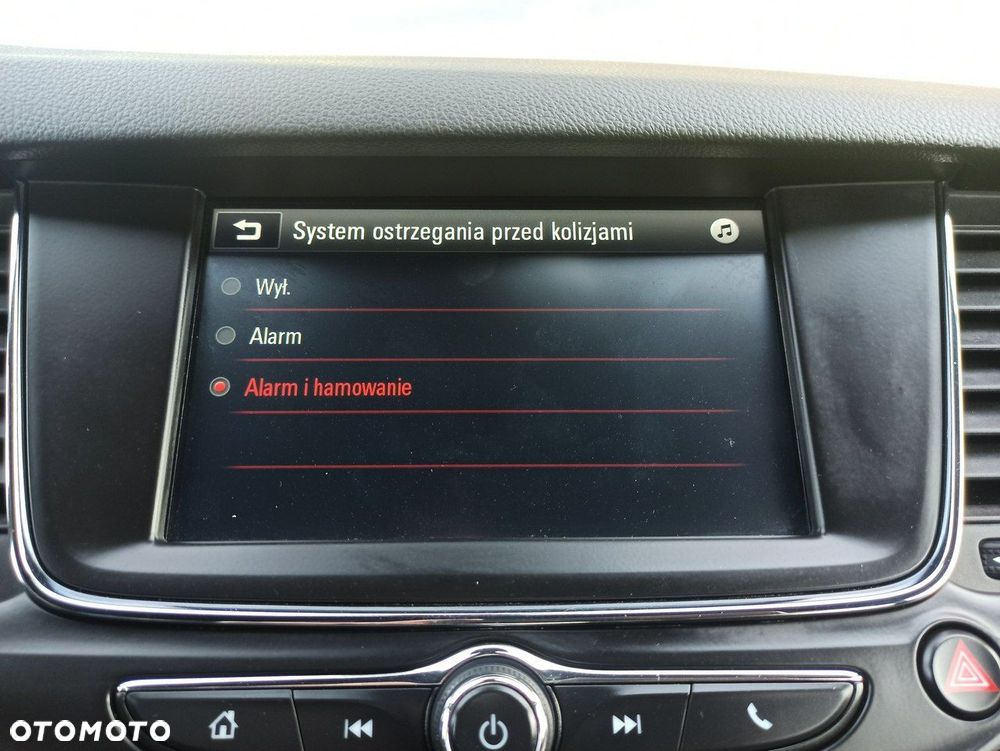 System ostrzegania przed kolizjami
Wył.
Alarm
Alarm i hamowanie
OTOMOTO